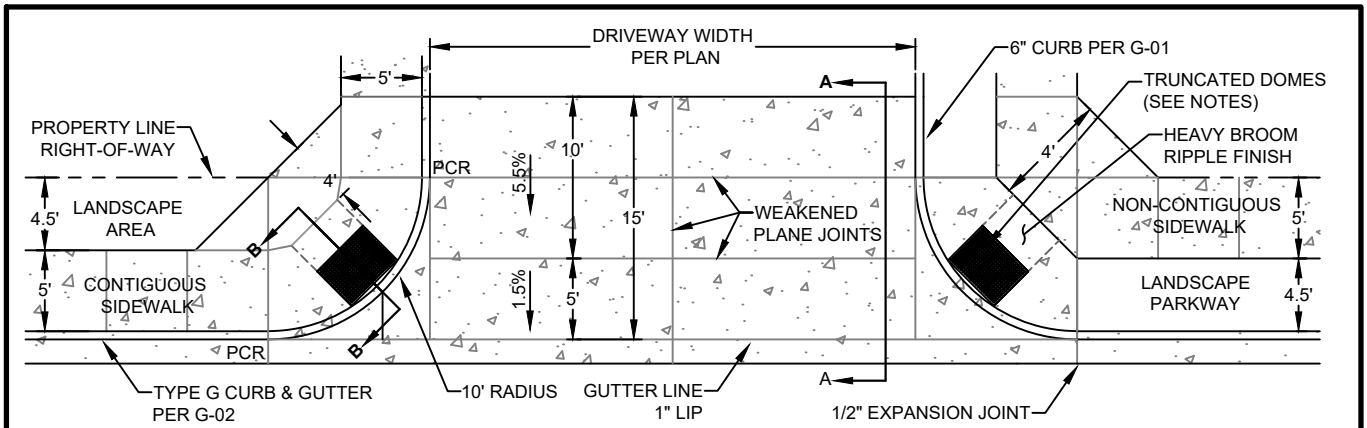 DRIVEWAY WIDTH
PER PLAN
6" CURB PER G-01
TRUNCATED DOMES
(SEE NOTES)
HEAVY BROOM
RIPPLE FINISH
5'
A
PROPERTY LINE
RIGHT-OF-WAY
PCR
5.5%
10'
15'
4'
4'
4.5'
LANDSCAPE
AREA
WEAKENED
PLANE JOINTS
NON-CONTIGUOUS
SIDEWALK
5'
B
5'
CONTIGUOUS
SIDEWALK
1.5%
5'
LANDSCAPE
PARKWAY
4.5'
B
PCR
A
TYPE G CURB & GUTTER
PER G-02
10' RADIUS
GUTTER LINE
1" LIP
1/2" EXPANSION JOINT